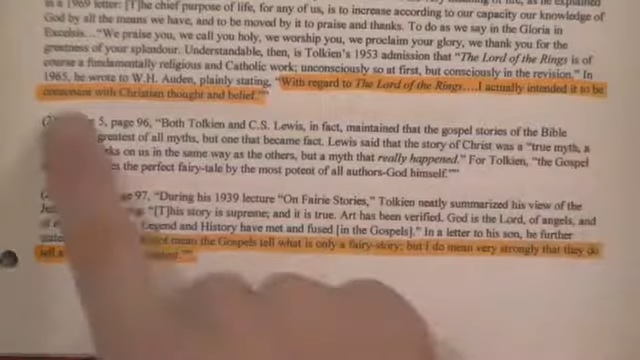 in a 1969 letter: [T]he chief purpose of life, for any of us, is to increase according to our capacity our knowledge of
God by all the means we have, and to be moved by it to praise and thanks. To do as we say in the Gloria in
Excelsis... "We praise you, we call you holy, we worship you, we proclaim your glory, we thank you for the
greatness of your splendour. Understandable, then, is Tolkien's 1953 admission that "The Lord of the Rings is of
course a fundamentally religious and Catholic work; unconsciously so at first, but consciously in the revision." In
1965, he wrote to W.H. Auden, plainly stating, "With regard to The Lord of the Rings....I actually intended it to be
consonant with Christian thought and belief.""
5, page 96, "Both Tolkien and C.S. Lewis, in fact, maintained that the gospel stories of the Bible
greatest of all myths, but one that became fact. Lewis said that the story of Christ was a "true myth, a
on us in the same way as the others, but a myth that really happened." For Tolkien, "the Gospel
the perfect fairy-tale by the most potent of all authors-God himself.""
97, "During his 1939 lecture "On Fairie Stories," Tolkien neatly summarized his view of the
"[T]his story is supreme; and it is true. Art has been verified. God is the Lord, of angels, and
Legend and History have met and fused [in the Gospels]." In a letter to his son, he further
mean the Gospels tell what is only a fairy-story; but I do mean very strongly that they do
tell a